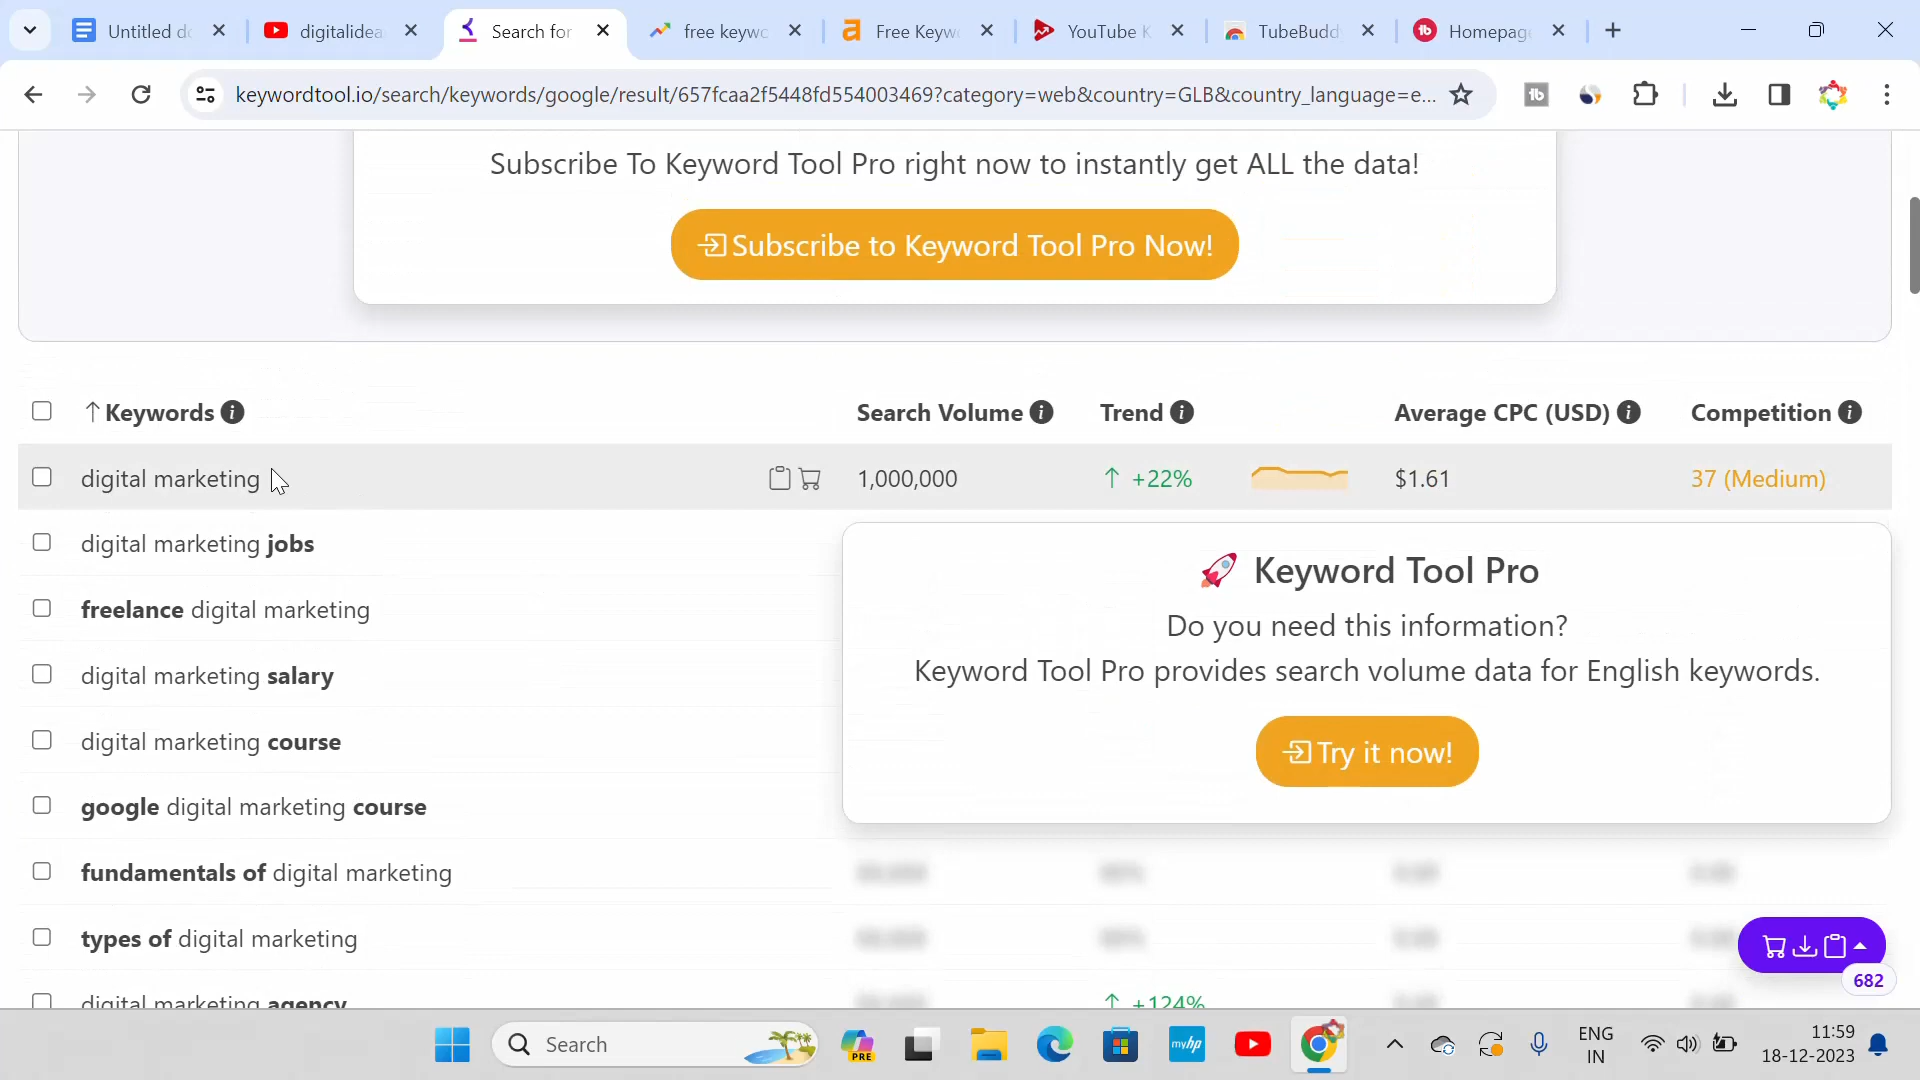 Untitled d
digitalidea
Search for
free keywo
Free Keyw
YouTube K
TubeBudd
Homepag
keywordtool.io/search/keywords/google/result/657fcaa2f5448fd554003469?category=web&country=GLB&country_language=e...
Subscribe To Keyword Tool Pro right now to instantly get ALL the data!
Subscribe to Keyword Tool Pro Now!
↑ Keywords
Search Volume
Trend
Average CPC (USD)
Competition
digital marketing 1,000,000 ↑ +22% $1.61 37 (Medium)
digital marketing jobs
freelance digital marketing
digital marketing salary
digital marketing course
google digital marketing course
fundamentals of digital marketing
types of digital marketing
digital marketing agency ↑ +124%
Keyword Tool Pro
Do you need this information?
Keyword Tool Pro provides search volume data for English keywords.
Try it now!
682
Search
PRE
myhp
ENG
IN
11:59
18-12-2023